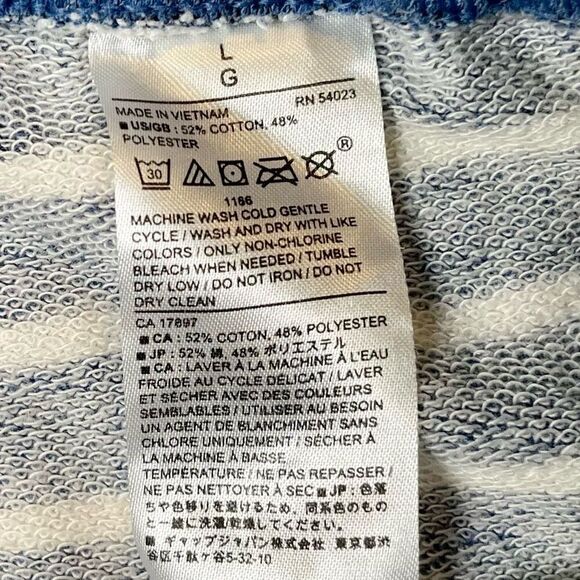 L
G
MADE IN VIETNAM RN 54023
■ US/GB : 52% COTTON, 48%
POLYESTER
30 ®
1186
MACHINE WASH COLD GENTLE
CYCLE / WASH AND DRY WITH LIKE
COLORS / ONLY NON-CHLORINE
BLEACH WHEN NEEDED / TUMBLE
DRY LOW / DO NOT IRON / DO NOT
DRY CLEAN
CA 17897
■ CA : 52% COTON, 48% POLYESTER
■ JP : 52% 綿, 48% ポリエステル
■ CA : LAVER À LA MACHINE À L'EAU
FROIDE AU CYCLE DÉLICAT / LAVER
ET SÉCHER AVEC DES COULEURS
SEMBLABLES / UTILISER AU BESOIN
UN AGENT DE BLANCHIMENT SANS
CHLORE UNIQUEMENT / SÉCHER À
LA MACHINE À BASSE
TEMPÉRATURE / NE PAS REPASSER /
NE PAS NETTOYER À SEC ■ JP : 色落
ちや色移りを避けるため、同系色のもの
と一緒に洗濯/乾燥してください
■ ギャップジャパン株式会社 東京都渋
谷区千駄ヶ谷5-32-10